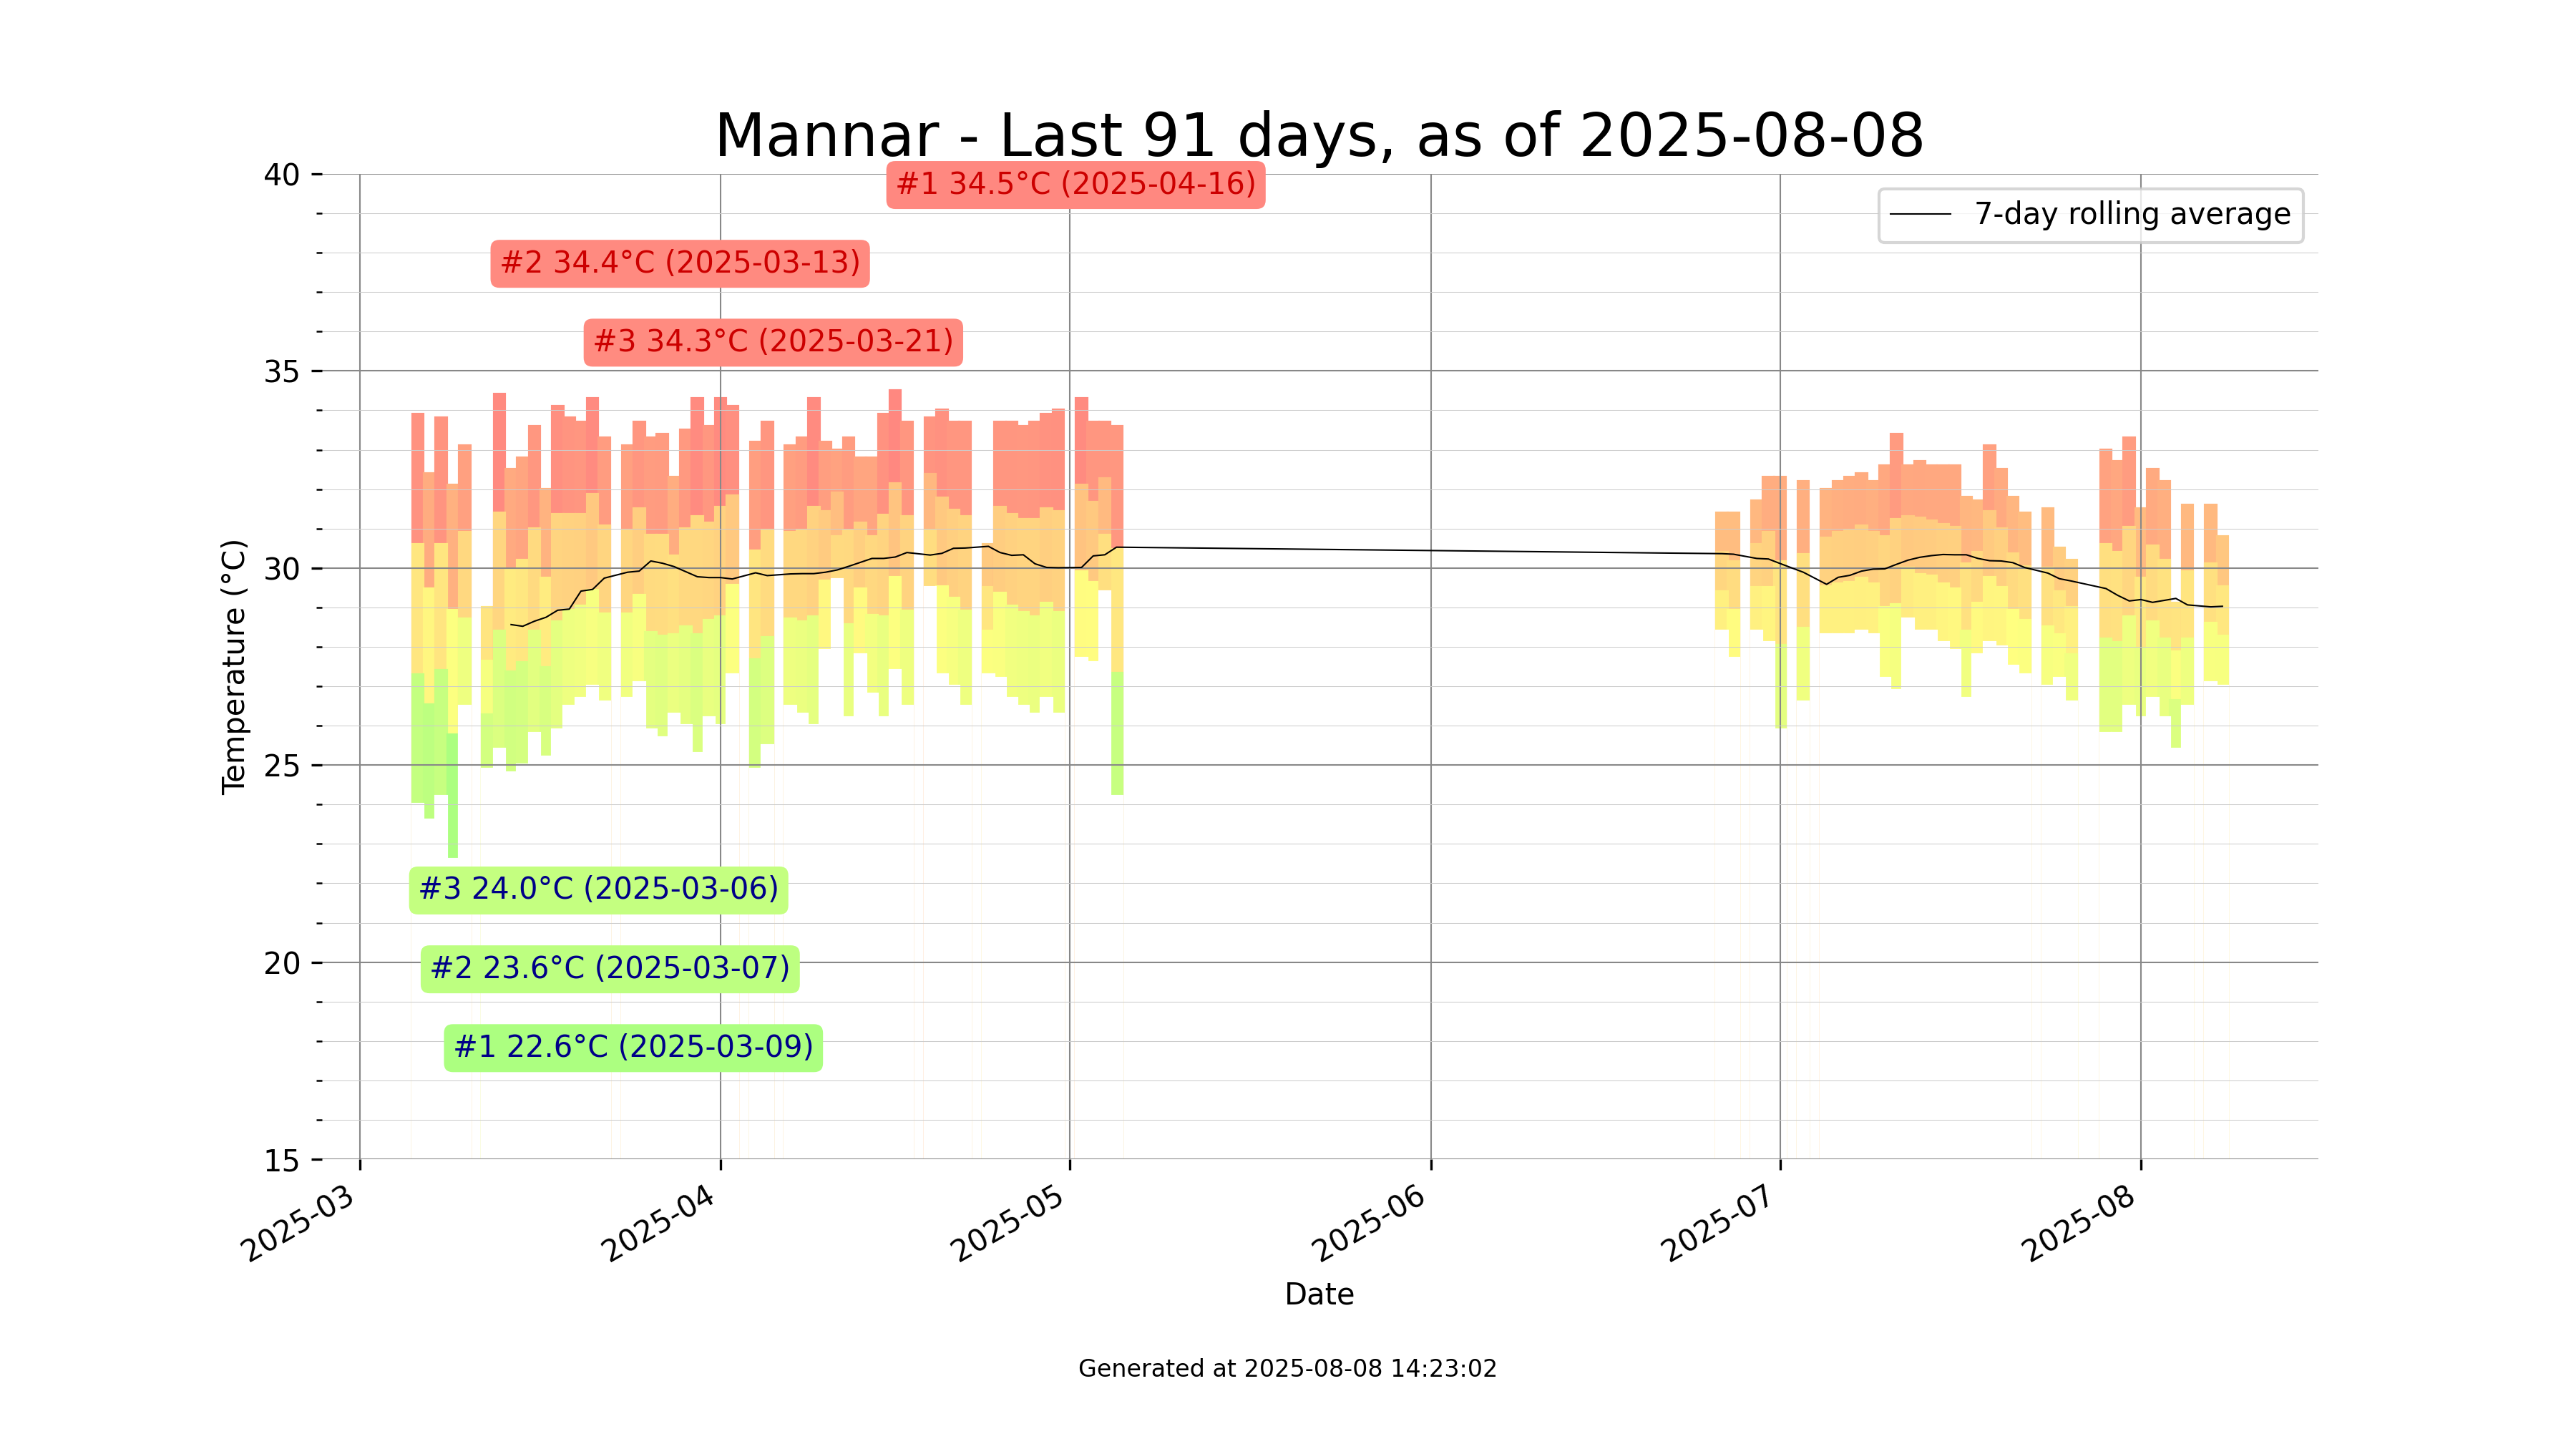 Mannar - Last 91 days, as of 2025-08-08
#1 34.5°C (2025-04-16)
7-day rolling average
#2 34.4°C (2025-03-13)
#3 34.3°C (2025-03-21)
#3 24.0°C (2025-03-06)
#2 23.6°C (2025-03-07)
#1 22.6°C (2025-03-09)
Temperature (°C)
40
35
30
25
20
15
2025-03
2025-04
2025-05
2025-06
2025-07
2025-08
Date
Generated at 2025-08-08 14:23:02